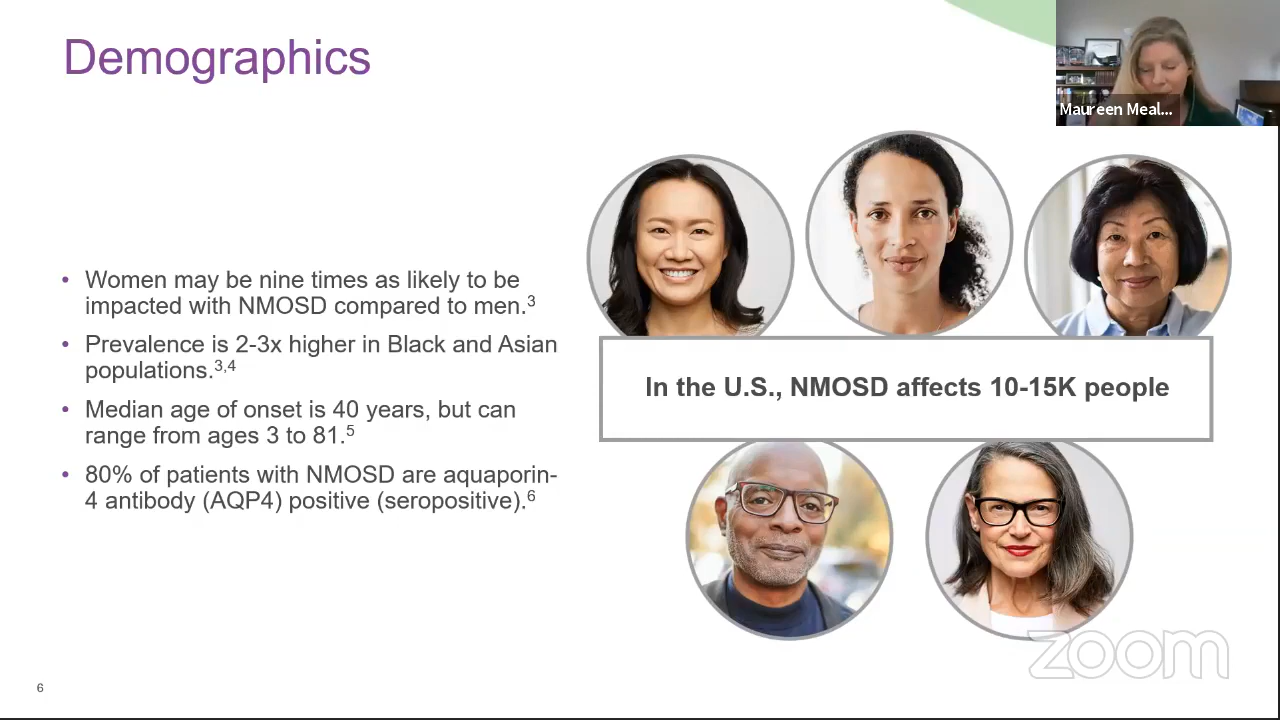 Demographics
Maureen Meal...
• Women may be nine times as likely to be
impacted with NMOSD compared to men.3
• Prevalence is 2-3x higher in Black and Asian
populations.3,4
• Median age of onset is 40 years, but can
range from ages 3 to 81.5
• 80% of patients with NMOSD are aquaporin-
4 antibody (AQP4) positive (seropositive).6
In the U.S., NMOSD affects 10-15K people
zoom
6